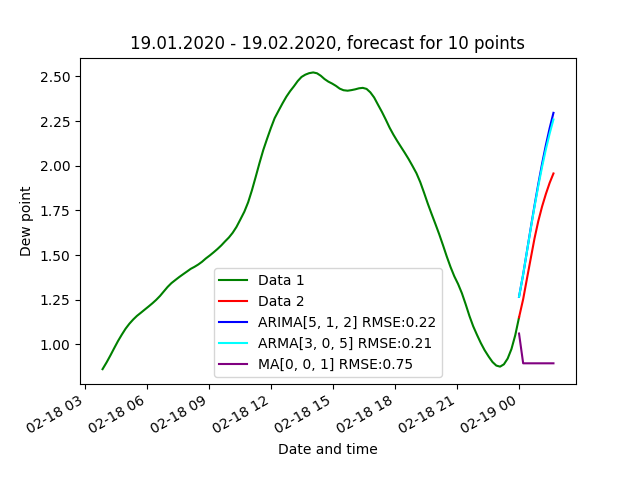 19.01.2020 - 19.02.2020, forecast for 10 points
Dew point
2.50
2.25
2.00
1.75
1.50
1.25
1.00
Data 1
Data 2
ARIMA[5, 1, 2] RMSE:0.22
ARMA[3, 0, 5] RMSE:0.21
MA[0, 0, 1] RMSE:0.75
02-18 03
02-18 06
02-18 09
02-18 12
02-18 15
02-18 18
02-18 21
02-19 00
Date and time